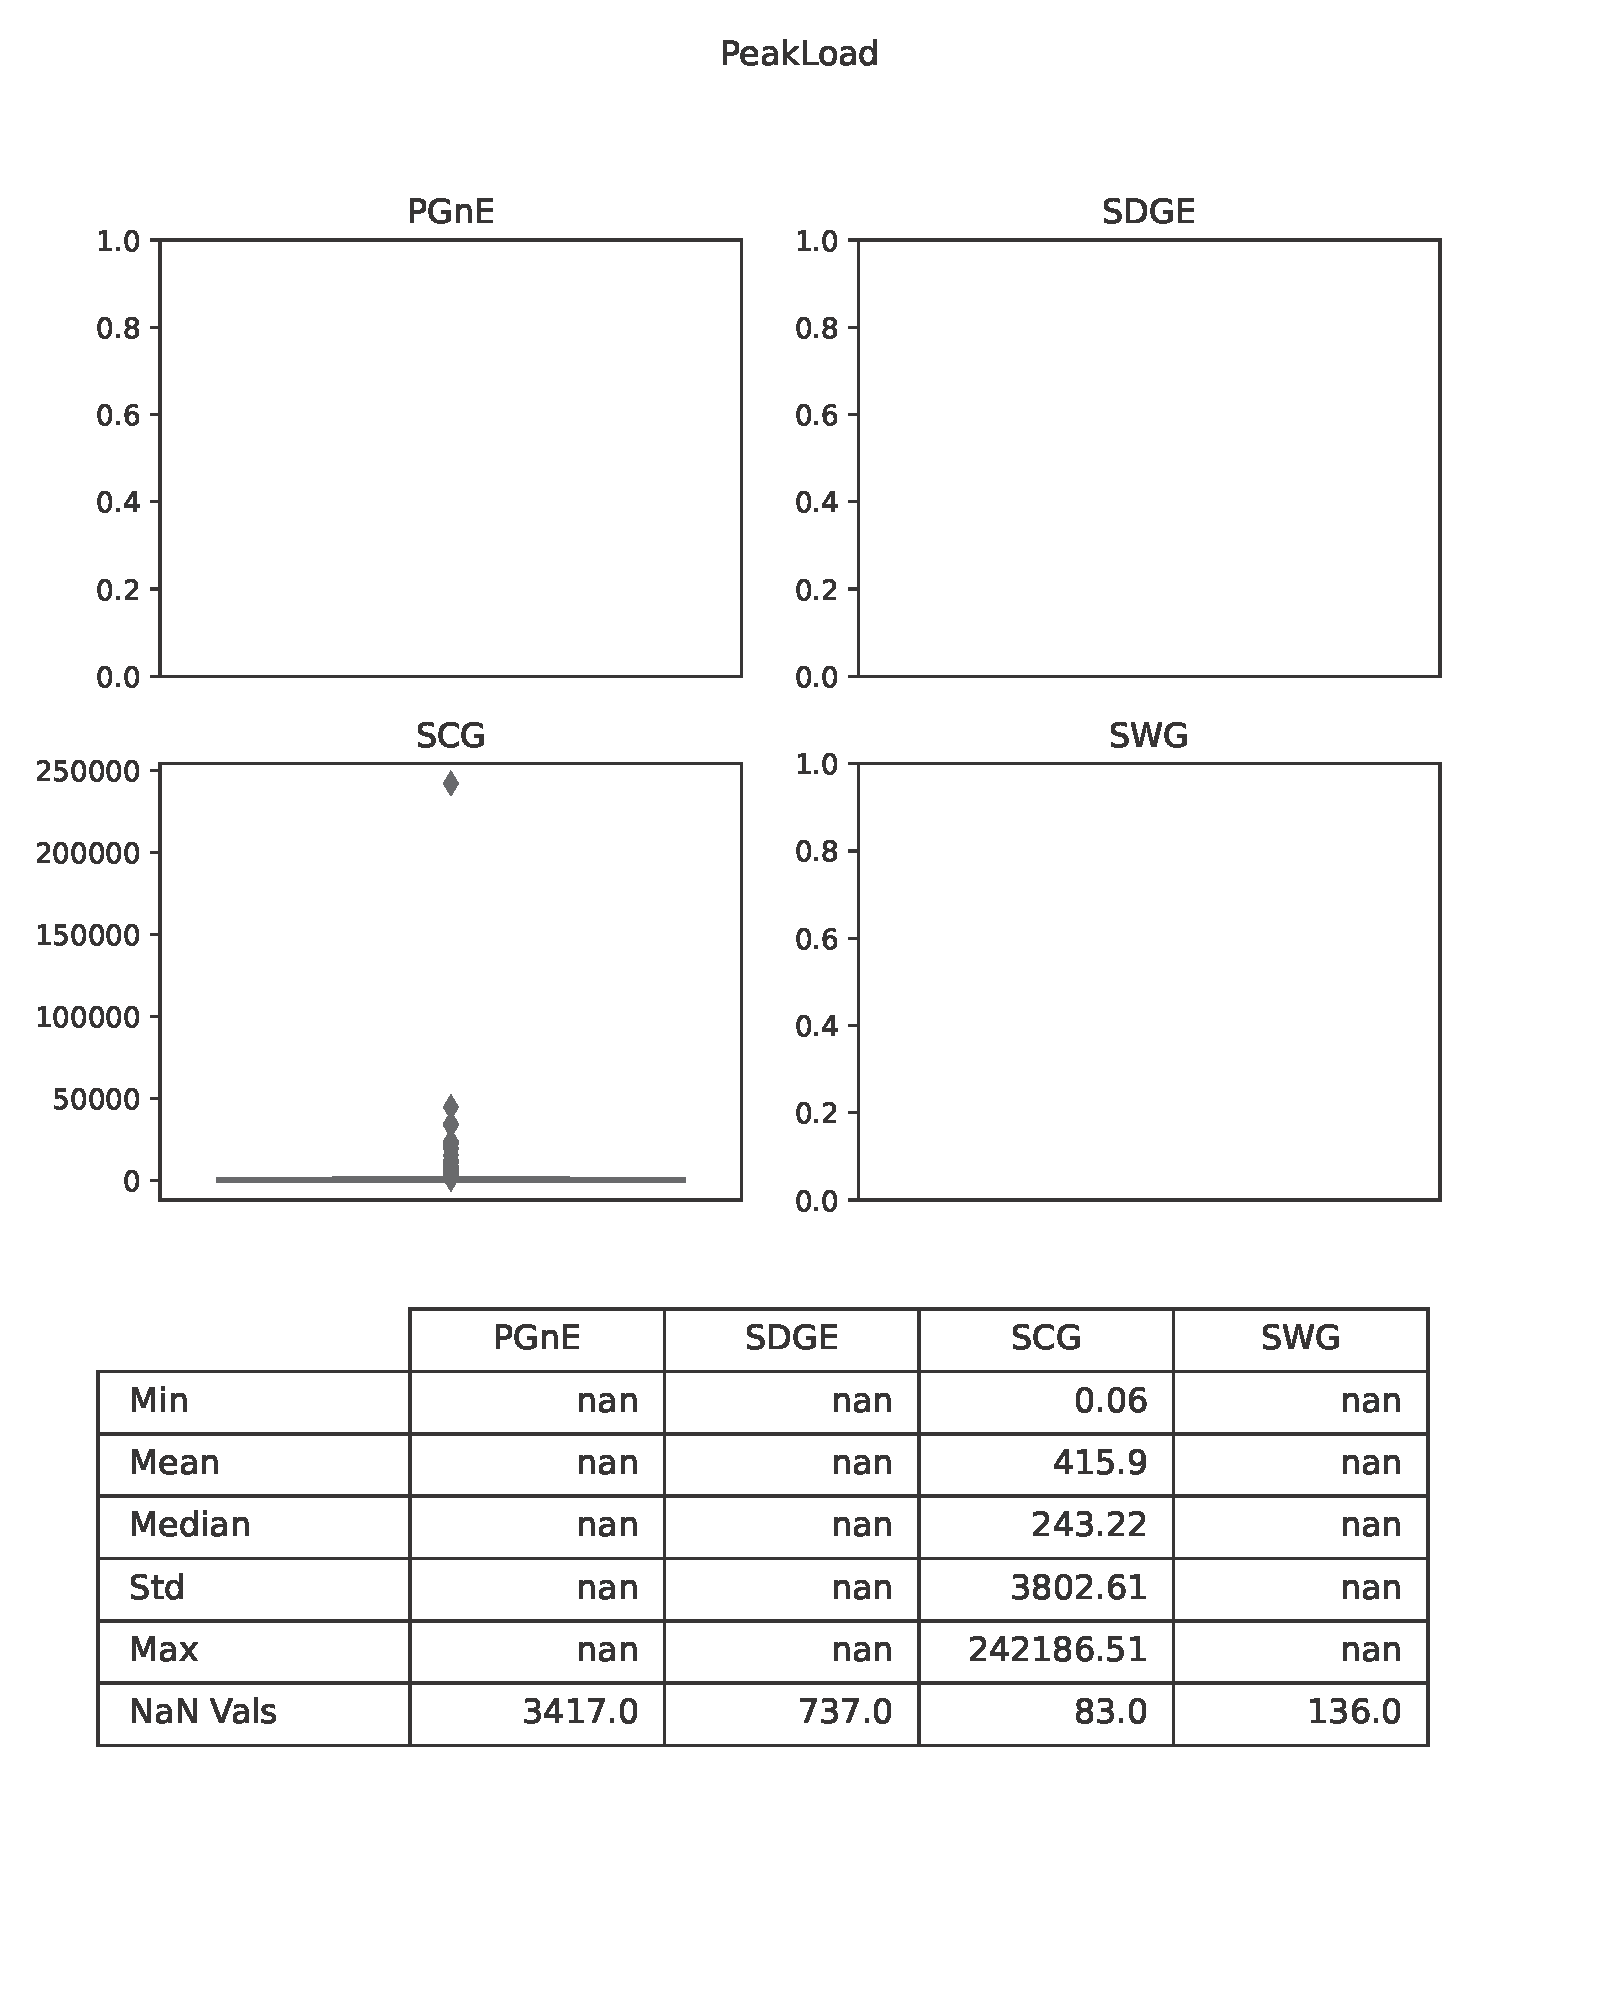 PeakLoad
PGnE
1.0
0.8
0.6
0.4
0.2
0.0
SDGE
1.0
0.8
0.6
0.4
0.2
0.0
SCG
250000
200000
150000
100000
50000
0
SWG
1.0
0.8
0.6
0.4
0.2
0.0
PGnE SDGE SCG SWG
Min nan nan 0.06 nan
Mean nan nan 415.9 nan
Median nan nan 243.22 nan
Std nan nan 3802.61 nan
Max nan nan 242186.51 nan
NaN Vals 3417.0 737.0 83.0 136.0